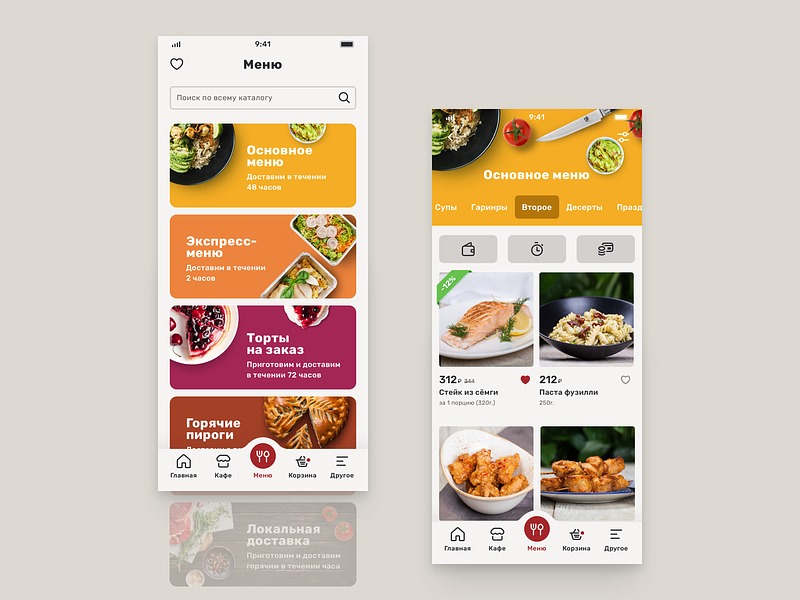 9:41
Меню
Поиск по всему каталогу
Основное
меню
Доставим в течении
48 часов
Экспресс-
меню
Доставим в течении
2 часов
Торты
на заказ
Приготовим и доставим
в течении 72 часов
Горячие
пироги
Главная
Кафе
Меню
Корзина
Другое
Локальная
доставка
Приготовим и доставим
горячим в течении часа
9:41
Основное меню
Супы
Гаринры
Второе
Десерты
Празд
-12%
312₽ 344
Стейк из сёмги
за 1 порцию (320г.)
212₽
Паста фузилли
250г.
Главная
Кафе
Меню
Корзина
Другое